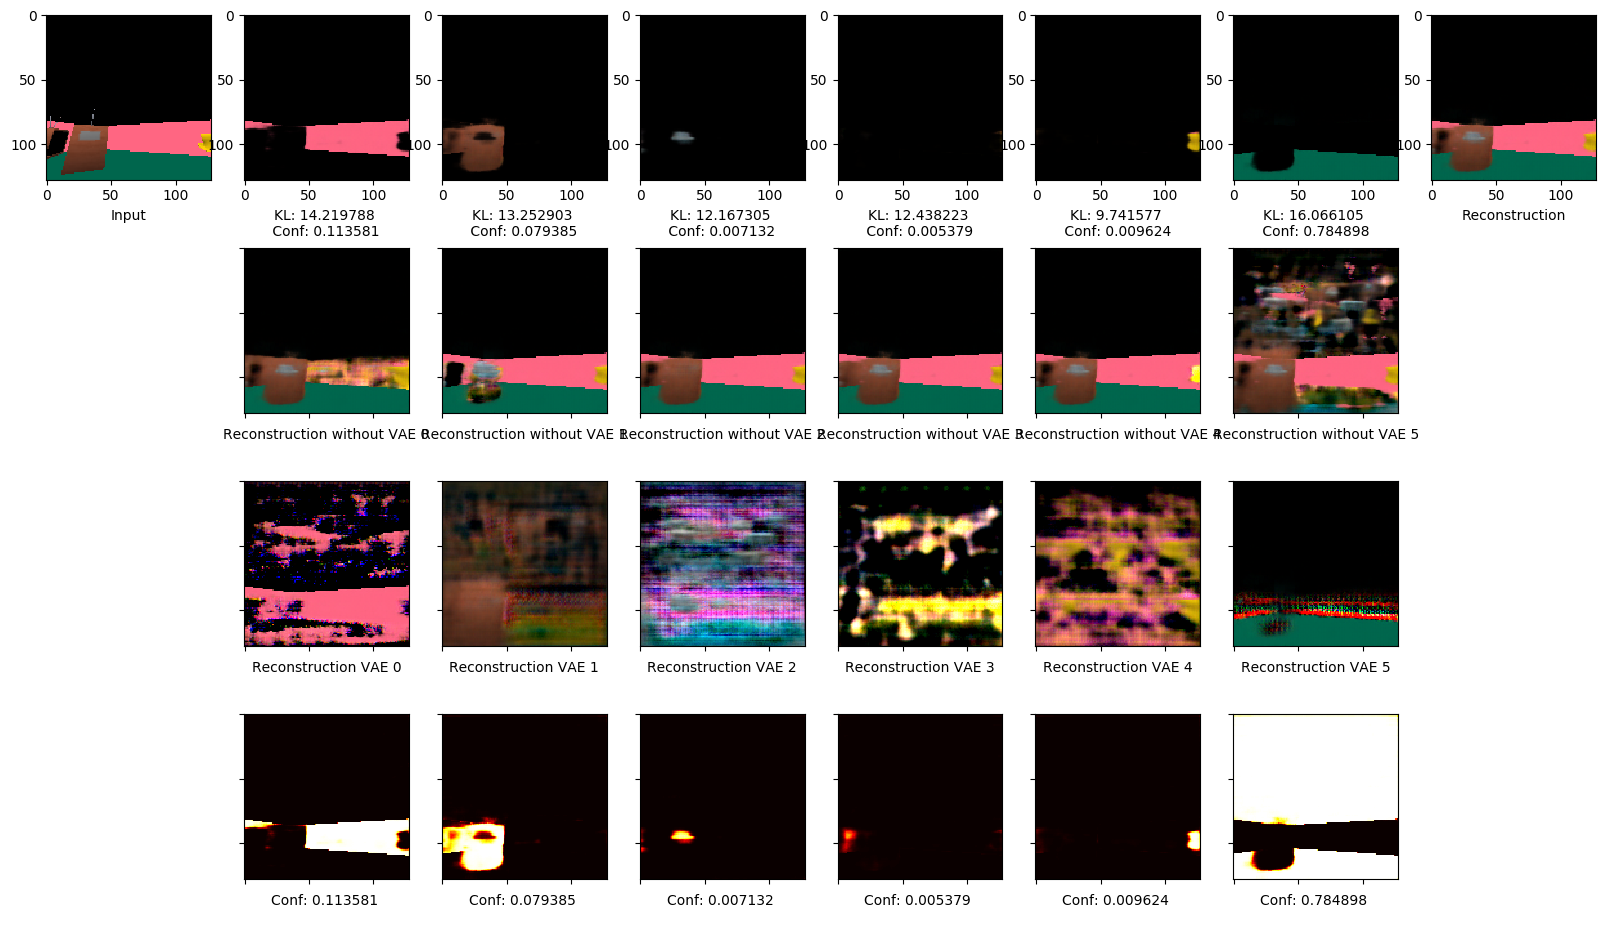 0
50
100
0 50 100
Input
0
50
100
0 50 100
KL: 14.219788
Conf: 0.113581
0
50
100
0 50 100
KL: 13.252903
Conf: 0.079385
0
50
100
0 50 100
KL: 12.167305
Conf: 0.007132
0
50
100
0 50 100
KL: 12.438223
Conf: 0.005379
0
50
100
0 50 100
KL: 9.741577
Conf: 0.009624
0
50
100
0 50 100
KL: 16.066105
Conf: 0.784898
0
50
100
0 50 100
Reconstruction
Reconstruction without VAE 0
Reconstruction without VAE 1
Reconstruction without VAE 2
Reconstruction without VAE 3
Reconstruction without VAE 4
Reconstruction without VAE 5
Reconstruction VAE 0
Reconstruction VAE 1
Reconstruction VAE 2
Reconstruction VAE 3
Reconstruction VAE 4
Reconstruction VAE 5
Conf: 0.113581
Conf: 0.079385
Conf: 0.007132
Conf: 0.005379
Conf: 0.009624
Conf: 0.784898